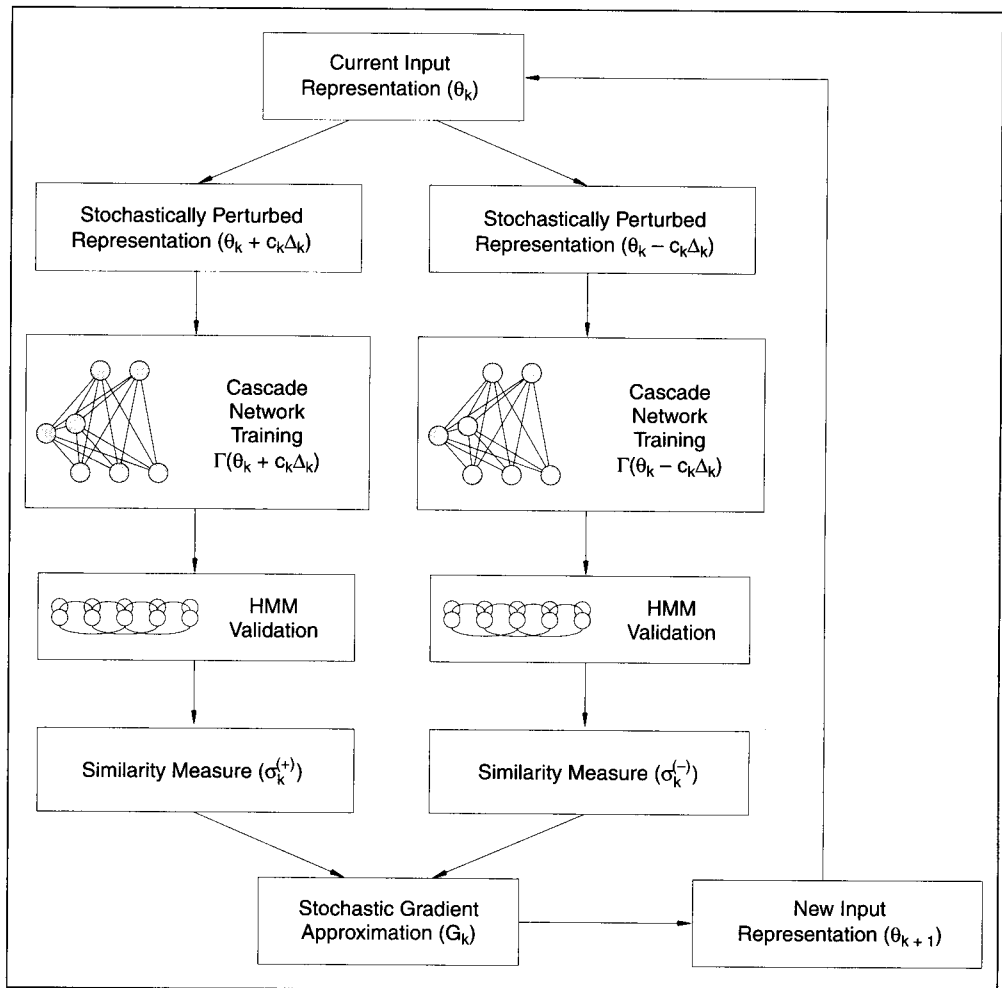 Current Input
Representation (θk)
Stochastically Perturbed
Representation (θk + ckΔk)
Stochastically Perturbed
Representation (θk − ckΔk)
Cascade
Network
Training
Γ(θk + ckΔk)
Cascade
Network
Training
Γ(θk − ckΔk)
HMM
Validation
HMM
Validation
Similarity Measure (σk(+))
Similarity Measure (σk(−))
Stochastic Gradient
Approximation (Gk)
New Input
Representation (θk + 1)